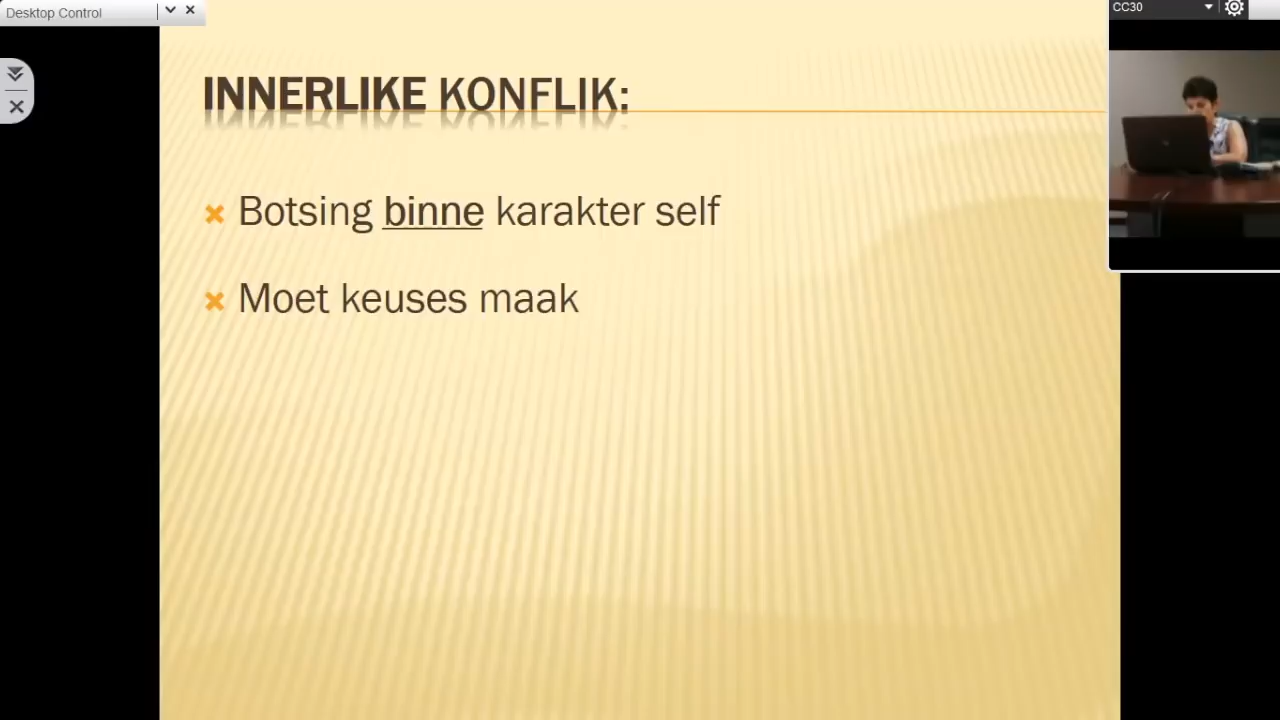 Desktop Control
CC30
INNERLIKE KONFLIK:
Botsing binne karakter self
Moet keuses maak